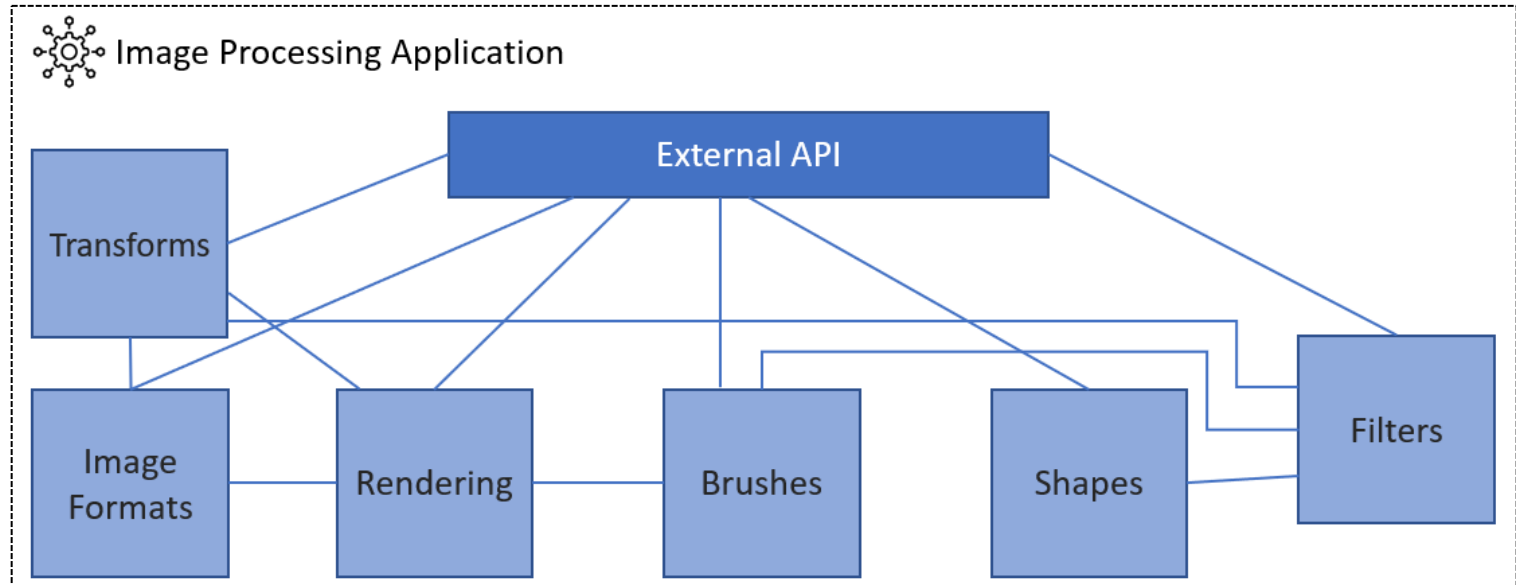 Image Processing Application
External API
Transforms
Image
Formats
Rendering
Brushes
Shapes
Filters